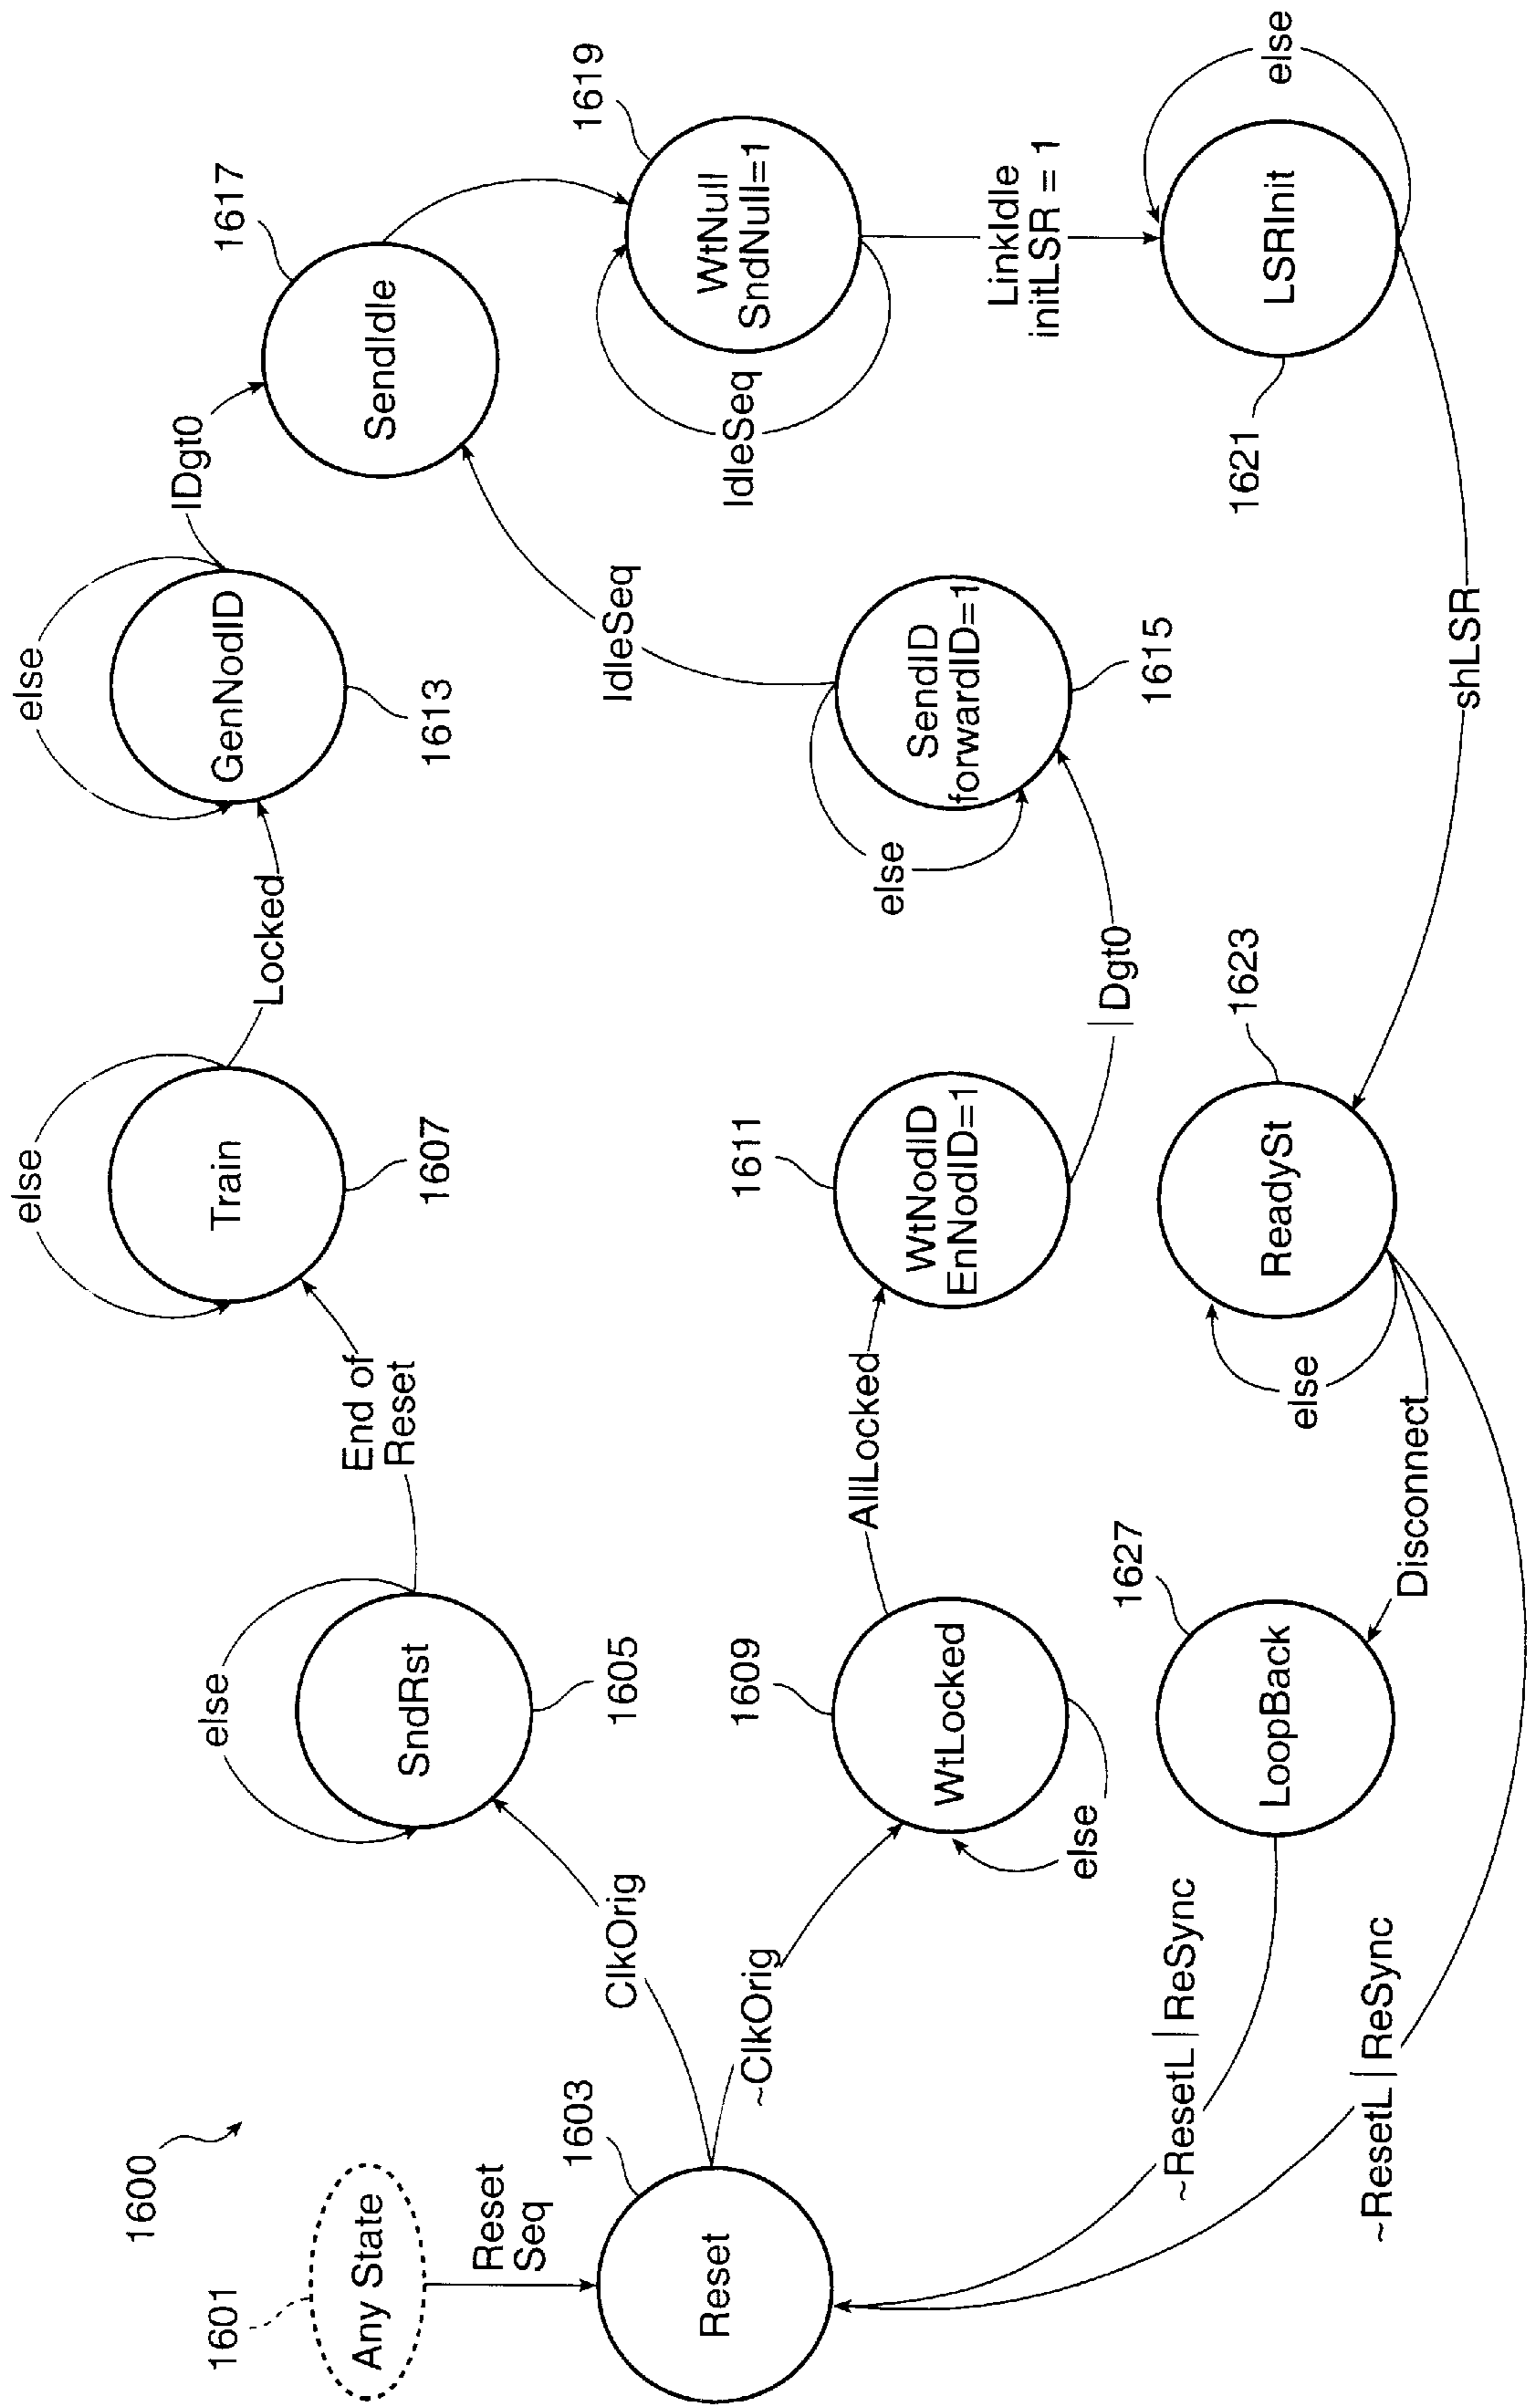 1600
1601
Any State
Reset
Seq
1603
Reset
ClkOrig
~ClkOrig
else
SndRst
1605
End of
Reset
else
Train
1607
Locked
else
GenNodID
1613
IDgt0
1617
SendIdle
1609
WtLocked
else
AllLocked
1611
WtNodID
EnNodID=1
|Dgt0
else
SendID
forwardID=1
1615
IdleSeq
1619
WtNull
SndNull=1
IdleSeq
LinkIdle
initLSR = 1
LSRInit
else
1621
shLSR
1623
ReadySt
else
Disconnect
1627
LoopBack
~ResetL|ReSync
~ResetL|ReSync